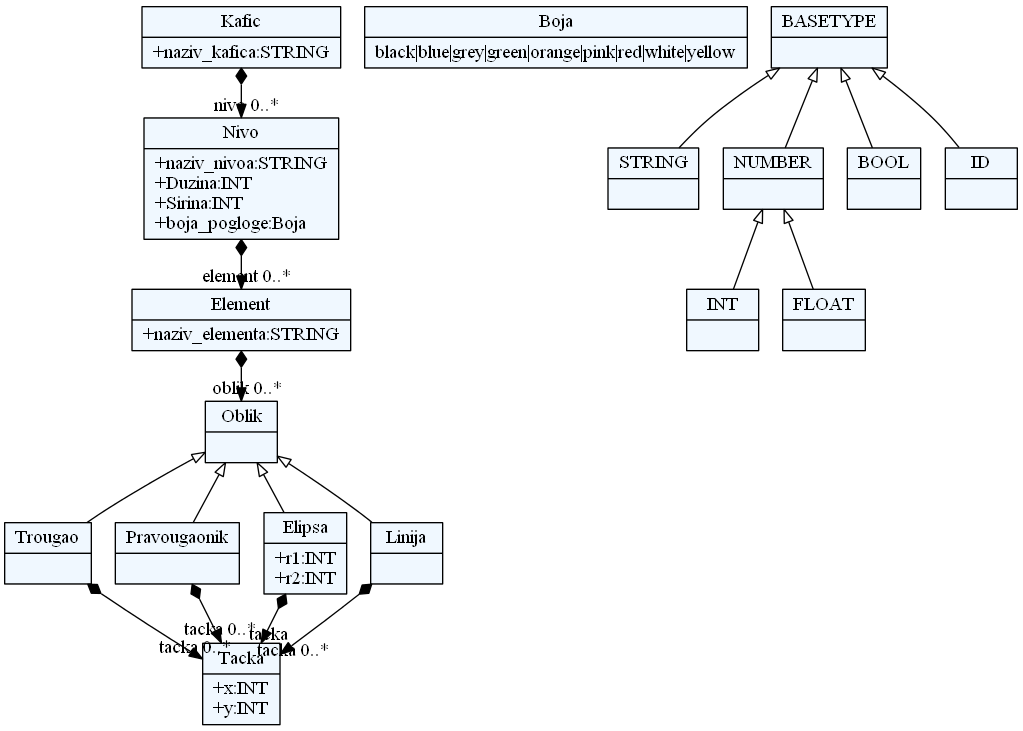 Kafic
+naziv_kafica:STRING
nivo 0..*
Nivo
+naziv_nivoa:STRING
+Duzina:INT
+Sirina:INT
+boja_pogloge:Boja
element 0..*
Element
+naziv_elementa:STRING
oblik 0..*
Oblik
Trougao
Pravougaonik
Elipsa
+r1:INT
+r2:INT
Linija
tacka 0..*
tacka
tacka 0..*
tacka 0..*
Tacka
+x:INT
+y:INT
Boja
black|blue|grey|green|orange|pink|red|white|yellow
BASETYPE
STRING
NUMBER
BOOL
ID
INT
FLOAT